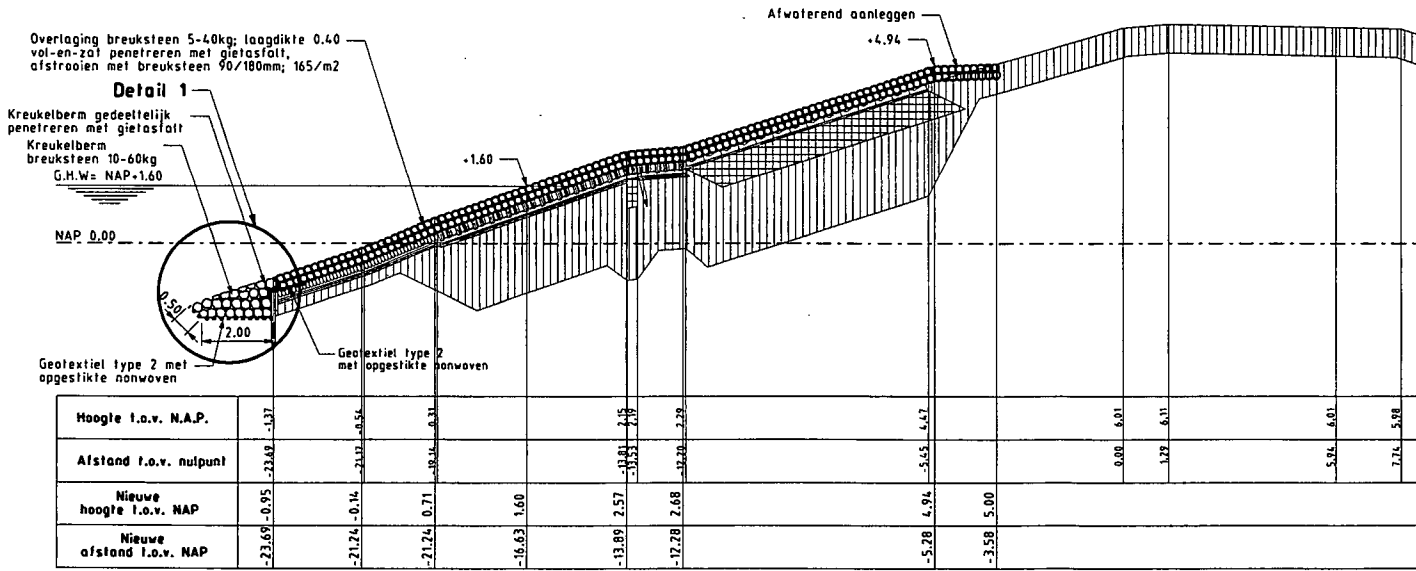 Overlaging breuksteen 5-40kg; laagdikte 0.40
vol-en-zat penetreren met gietasfalt,
afstrooien met breuksteen 90/180mm; 165/m2
Detail 1
Kreukelberm gedeeltelijk
penetreren met gietasfalt
Kreukelberm
breuksteen 10-60kg
G.H.W= NAP+1.60
NAP 0.00
Afwaterend aanleggen
+4.94
+1.60
0.50
2.00
Geotextiel type 2 met
opgestikte nonwoven
Geotextiel type 2
met opgestikte nonwoven
Hoogte t.o.v. N.A.P. -1.37 -0.54 0.31 2.15 2.19 2.29 4.47 6.01 6.11 6.01 5.98
Afstand t.o.v. nulpunt -23.69 -21.17 -19.14 -13.81 -13.53 -12.20 -5.45 0.00 1.29 5.94 7.74
Nieuwe
hoogte t.o.v. NAP -0.95 -0.14 0.71 1.60 2.57 2.68 4.94 5.00
Nieuwe
afstand t.o.v. NAP -23.69 -21.24 -21.24 -16.63 -13.89 -12.28 -5.28 -3.58